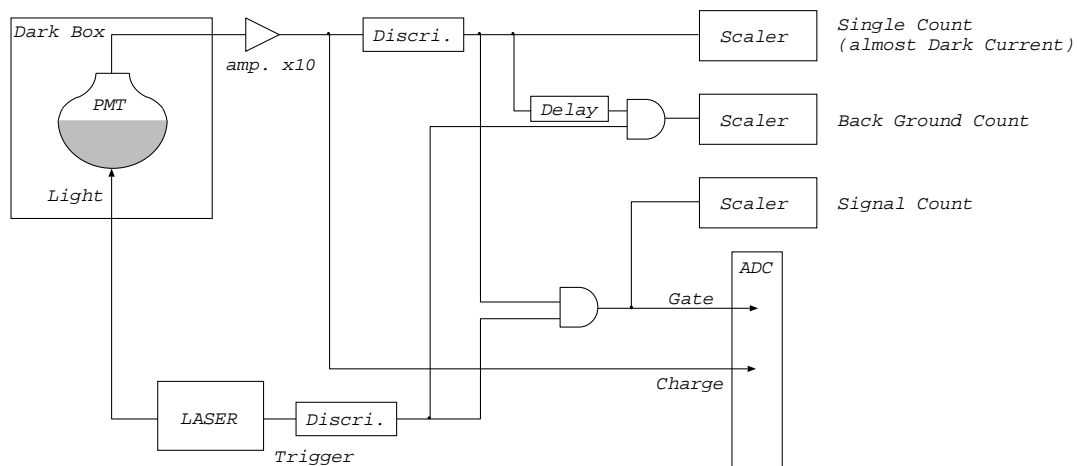 Dark Box
PMT
Light
amp. x10
Discri.
Scaler
Single Count
(almost Dark Current)
Delay
Scaler
Back Ground Count
Scaler
Signal Count
ADC
Gate
Charge
LASER
Discri.
Trigger